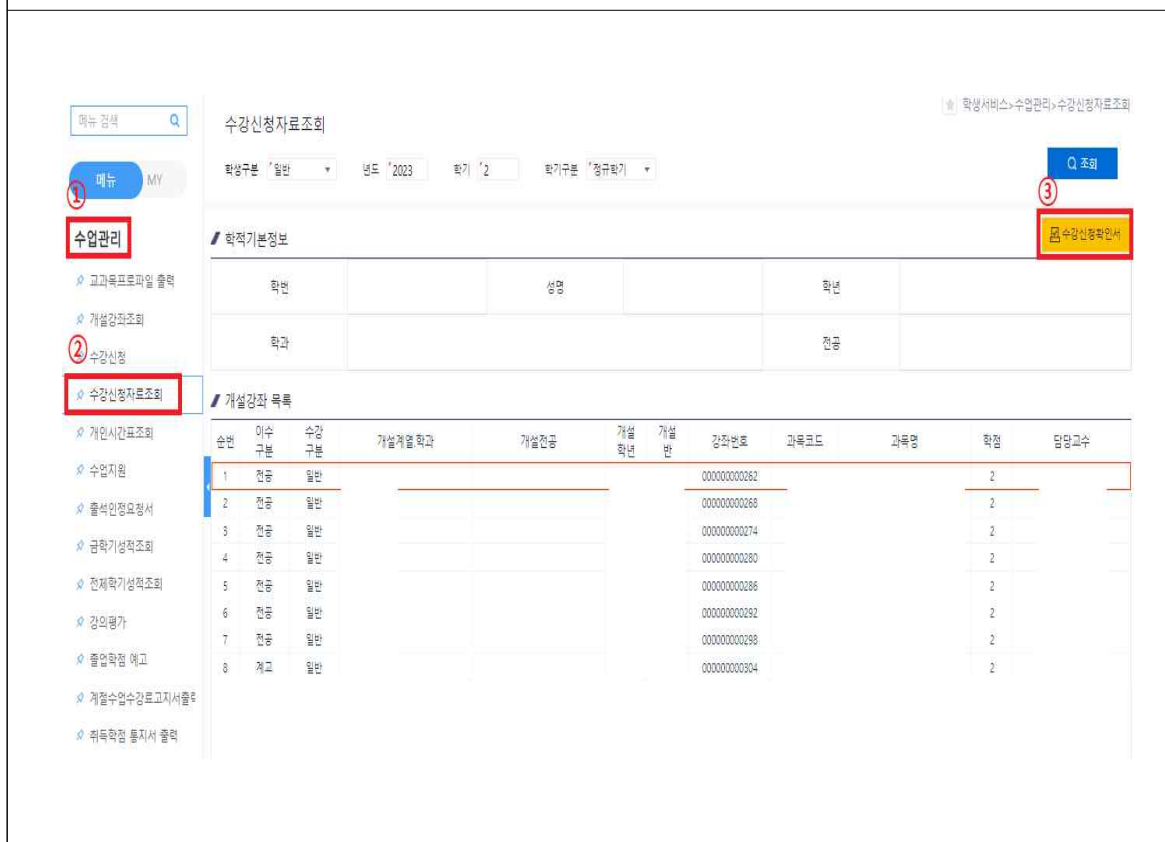 메뉴 검색
메뉴 MY
①
수업관리
교과목프로파일 출력
개설강좌조회
②
수강신청
수강신청자료조회
개인시간표조회
수업지원
출석인정요청서
금학기성적조회
전체학기성적조회
강의평가
졸업학점 예고
계절수업수강료고지서출력
취득학점 통지서 출력
학생서비스>수업관리>수강신청자료조회
수강신청자료조회
학생구분 *일반 년도 *2023 학기 *2 학기구분 *정규학기
조회
③
수강신청확인서
학적기본정보
학번 성명 학년
학과 전공
개설강좌 목록
순번 이수구분 수강구분 개설계열.학과 개설전공 개설학년 개설반 강좌번호 과목코드 과목명 학점 담당교수
1 전공 일반 000000000262 2
2 전공 일반 000000000268 2
3 전공 일반 000000000274 2
4 전공 일반 000000000280 2
5 전공 일반 000000000286 2
6 전공 일반 000000000292 2
7 전공 일반 000000000298 2
8 계교 일반 000000000304 2